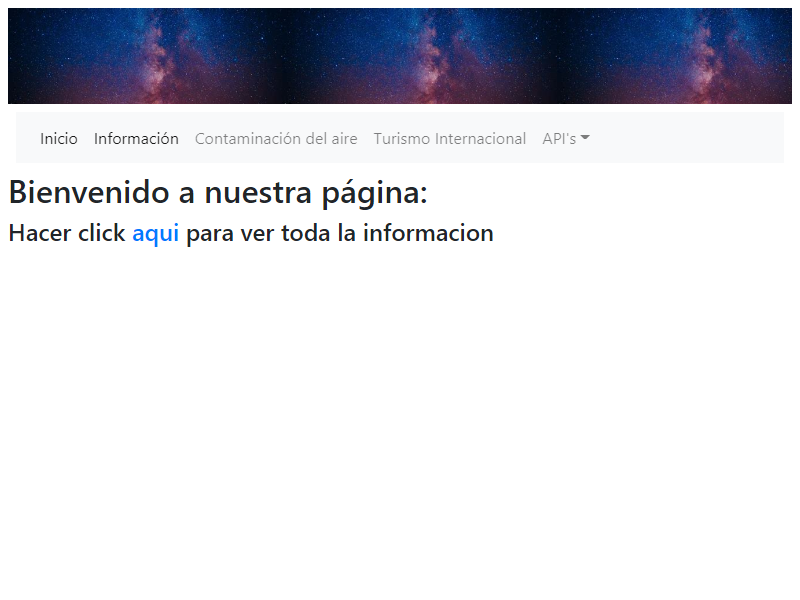 Inicio Información Contaminación del aire Turismo Internacional API's
Bienvenido a nuestra página:
Hacer click aqui para ver toda la informacion